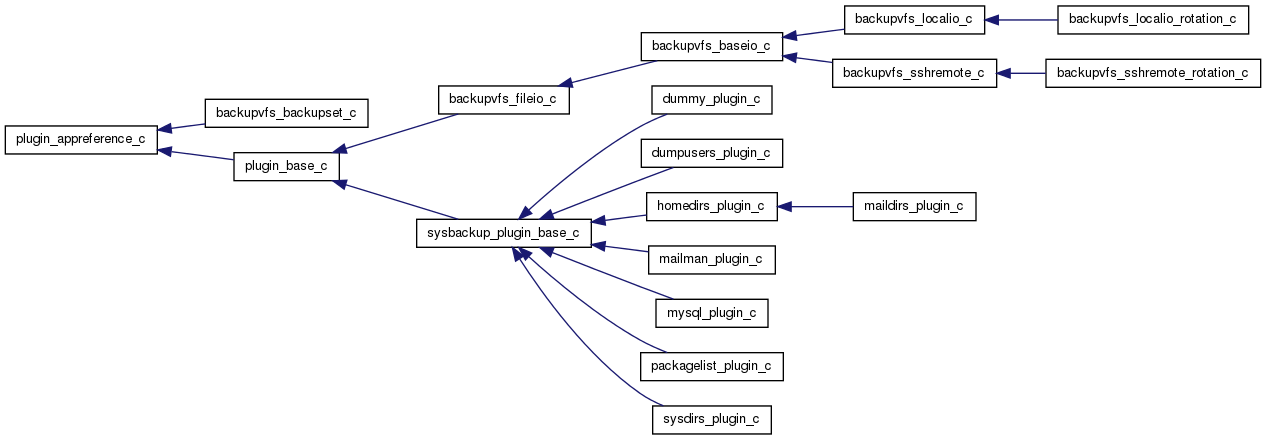 backupvfs_localio_c
backupvfs_localio_rotation_c
backupvfs_baseio_c
backupvfs_sshremote_c
backupvfs_sshremote_rotation_c
backupvfs_fileio_c
dummy_plugin_c
backupvfs_backupset_c
plugin_appreference_c
dumpusers_plugin_c
plugin_base_c
homedirs_plugin_c
maildirs_plugin_c
sysbackup_plugin_base_c
mailman_plugin_c
mysql_plugin_c
packagelist_plugin_c
sysdirs_plugin_c